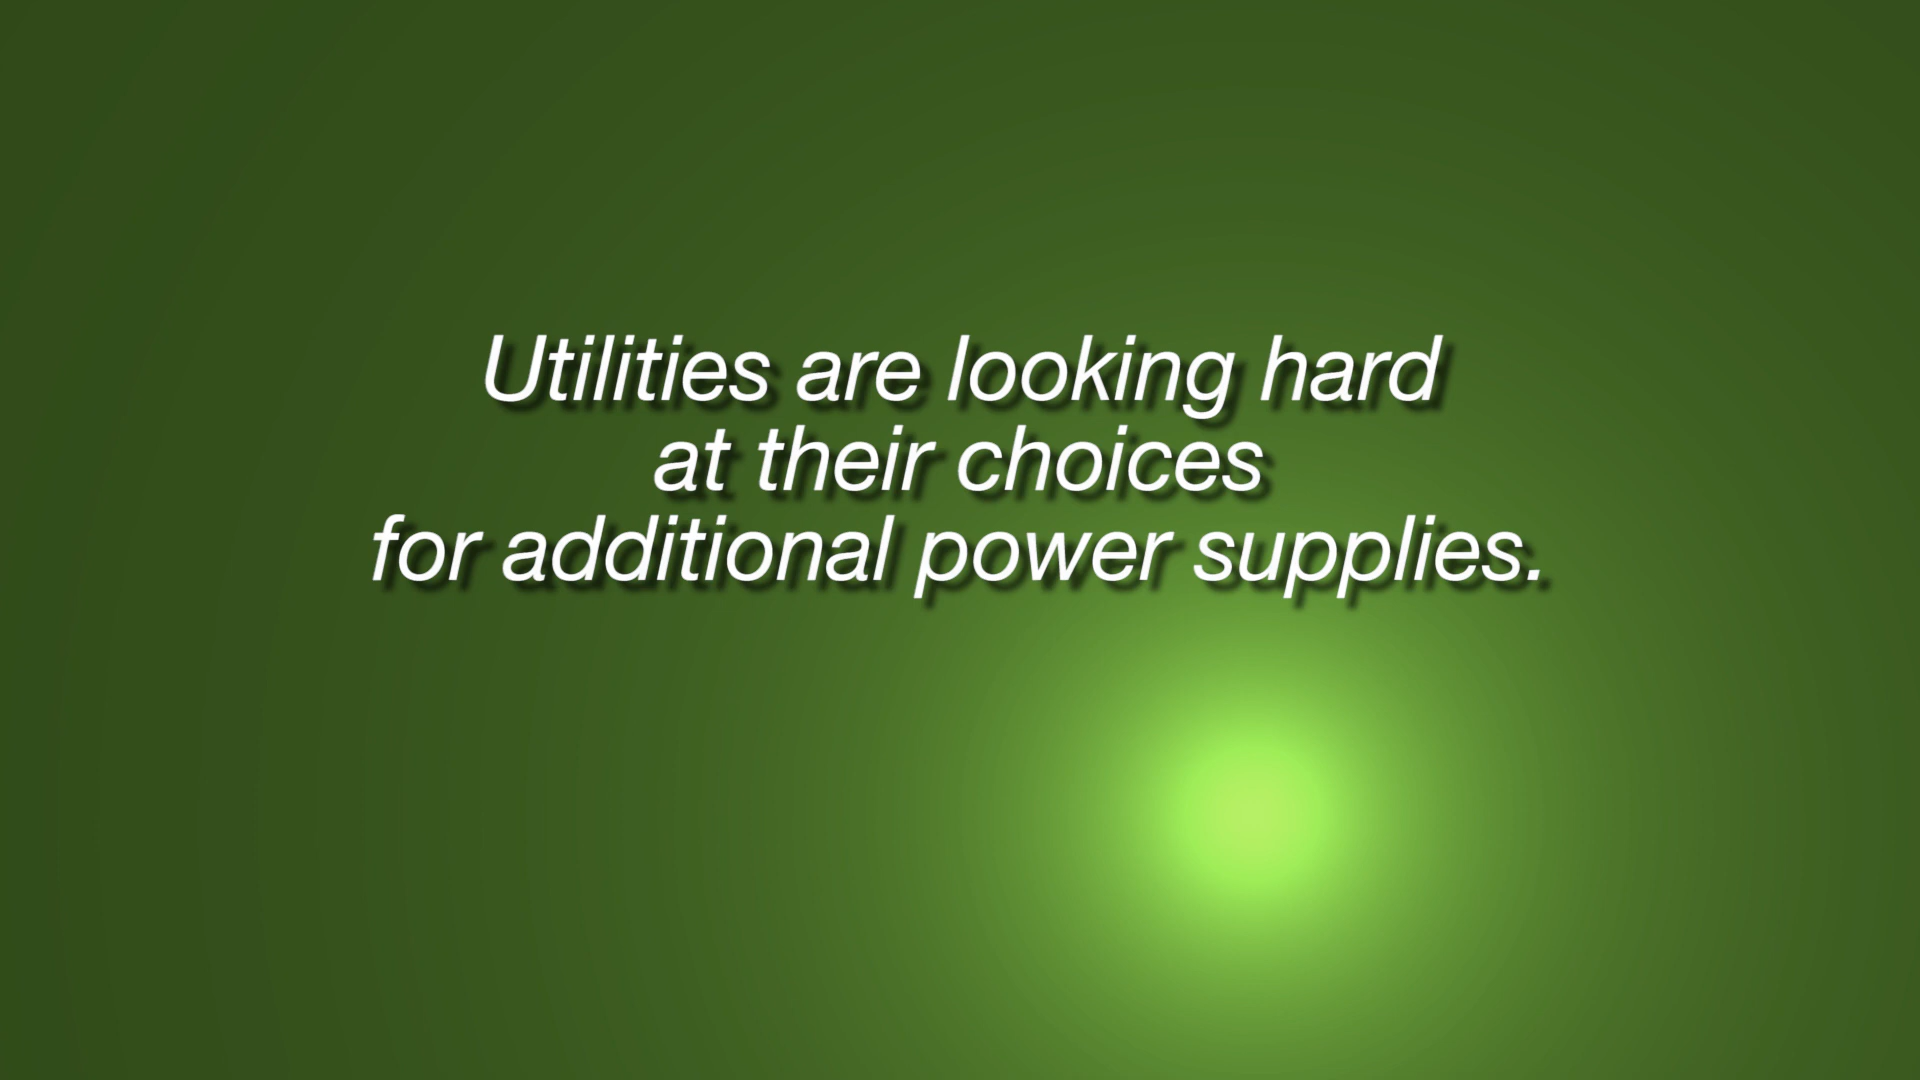 Utilities are looking hard
at their choices
for additional power supplies.